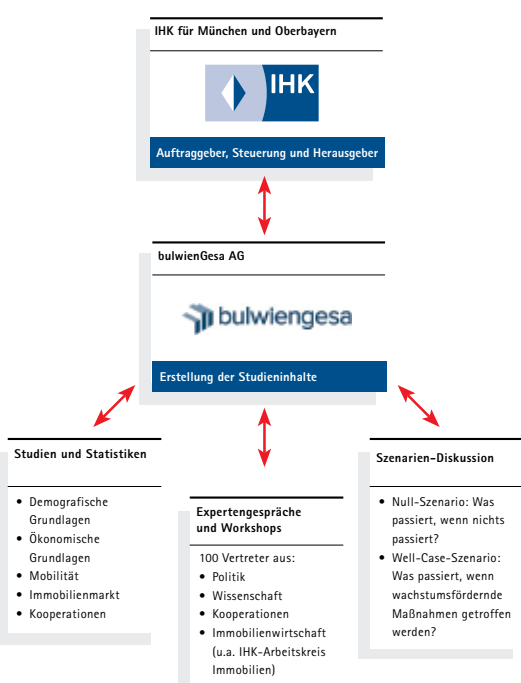 IHK für München und Oberbayern
IHK
Auftraggeber, Steuerung und Herausgeber
bulwienGesa AG
bulwiengesa
Erstellung der Studieninhalte
Studien und Statistiken
• Demografische
Grundlagen
• Ökonomische
Grundlagen
• Mobilität
• Immobilienmarkt
• Kooperationen
Expertengespräche
und Workshops
100 Vertreter aus:
• Politik
• Wissenschaft
• Kooperationen
• Immobilienwirtschaft
(u.a. IHK-Arbeitskreis
Immobilien)
Szenarien-Diskussion
• Null-Szenario: Was
passiert, wenn nichts
passiert?
• Well-Case-Szenario:
Was passiert, wenn
wachstumsfördernde
Maßnahmen getroffen
werden?